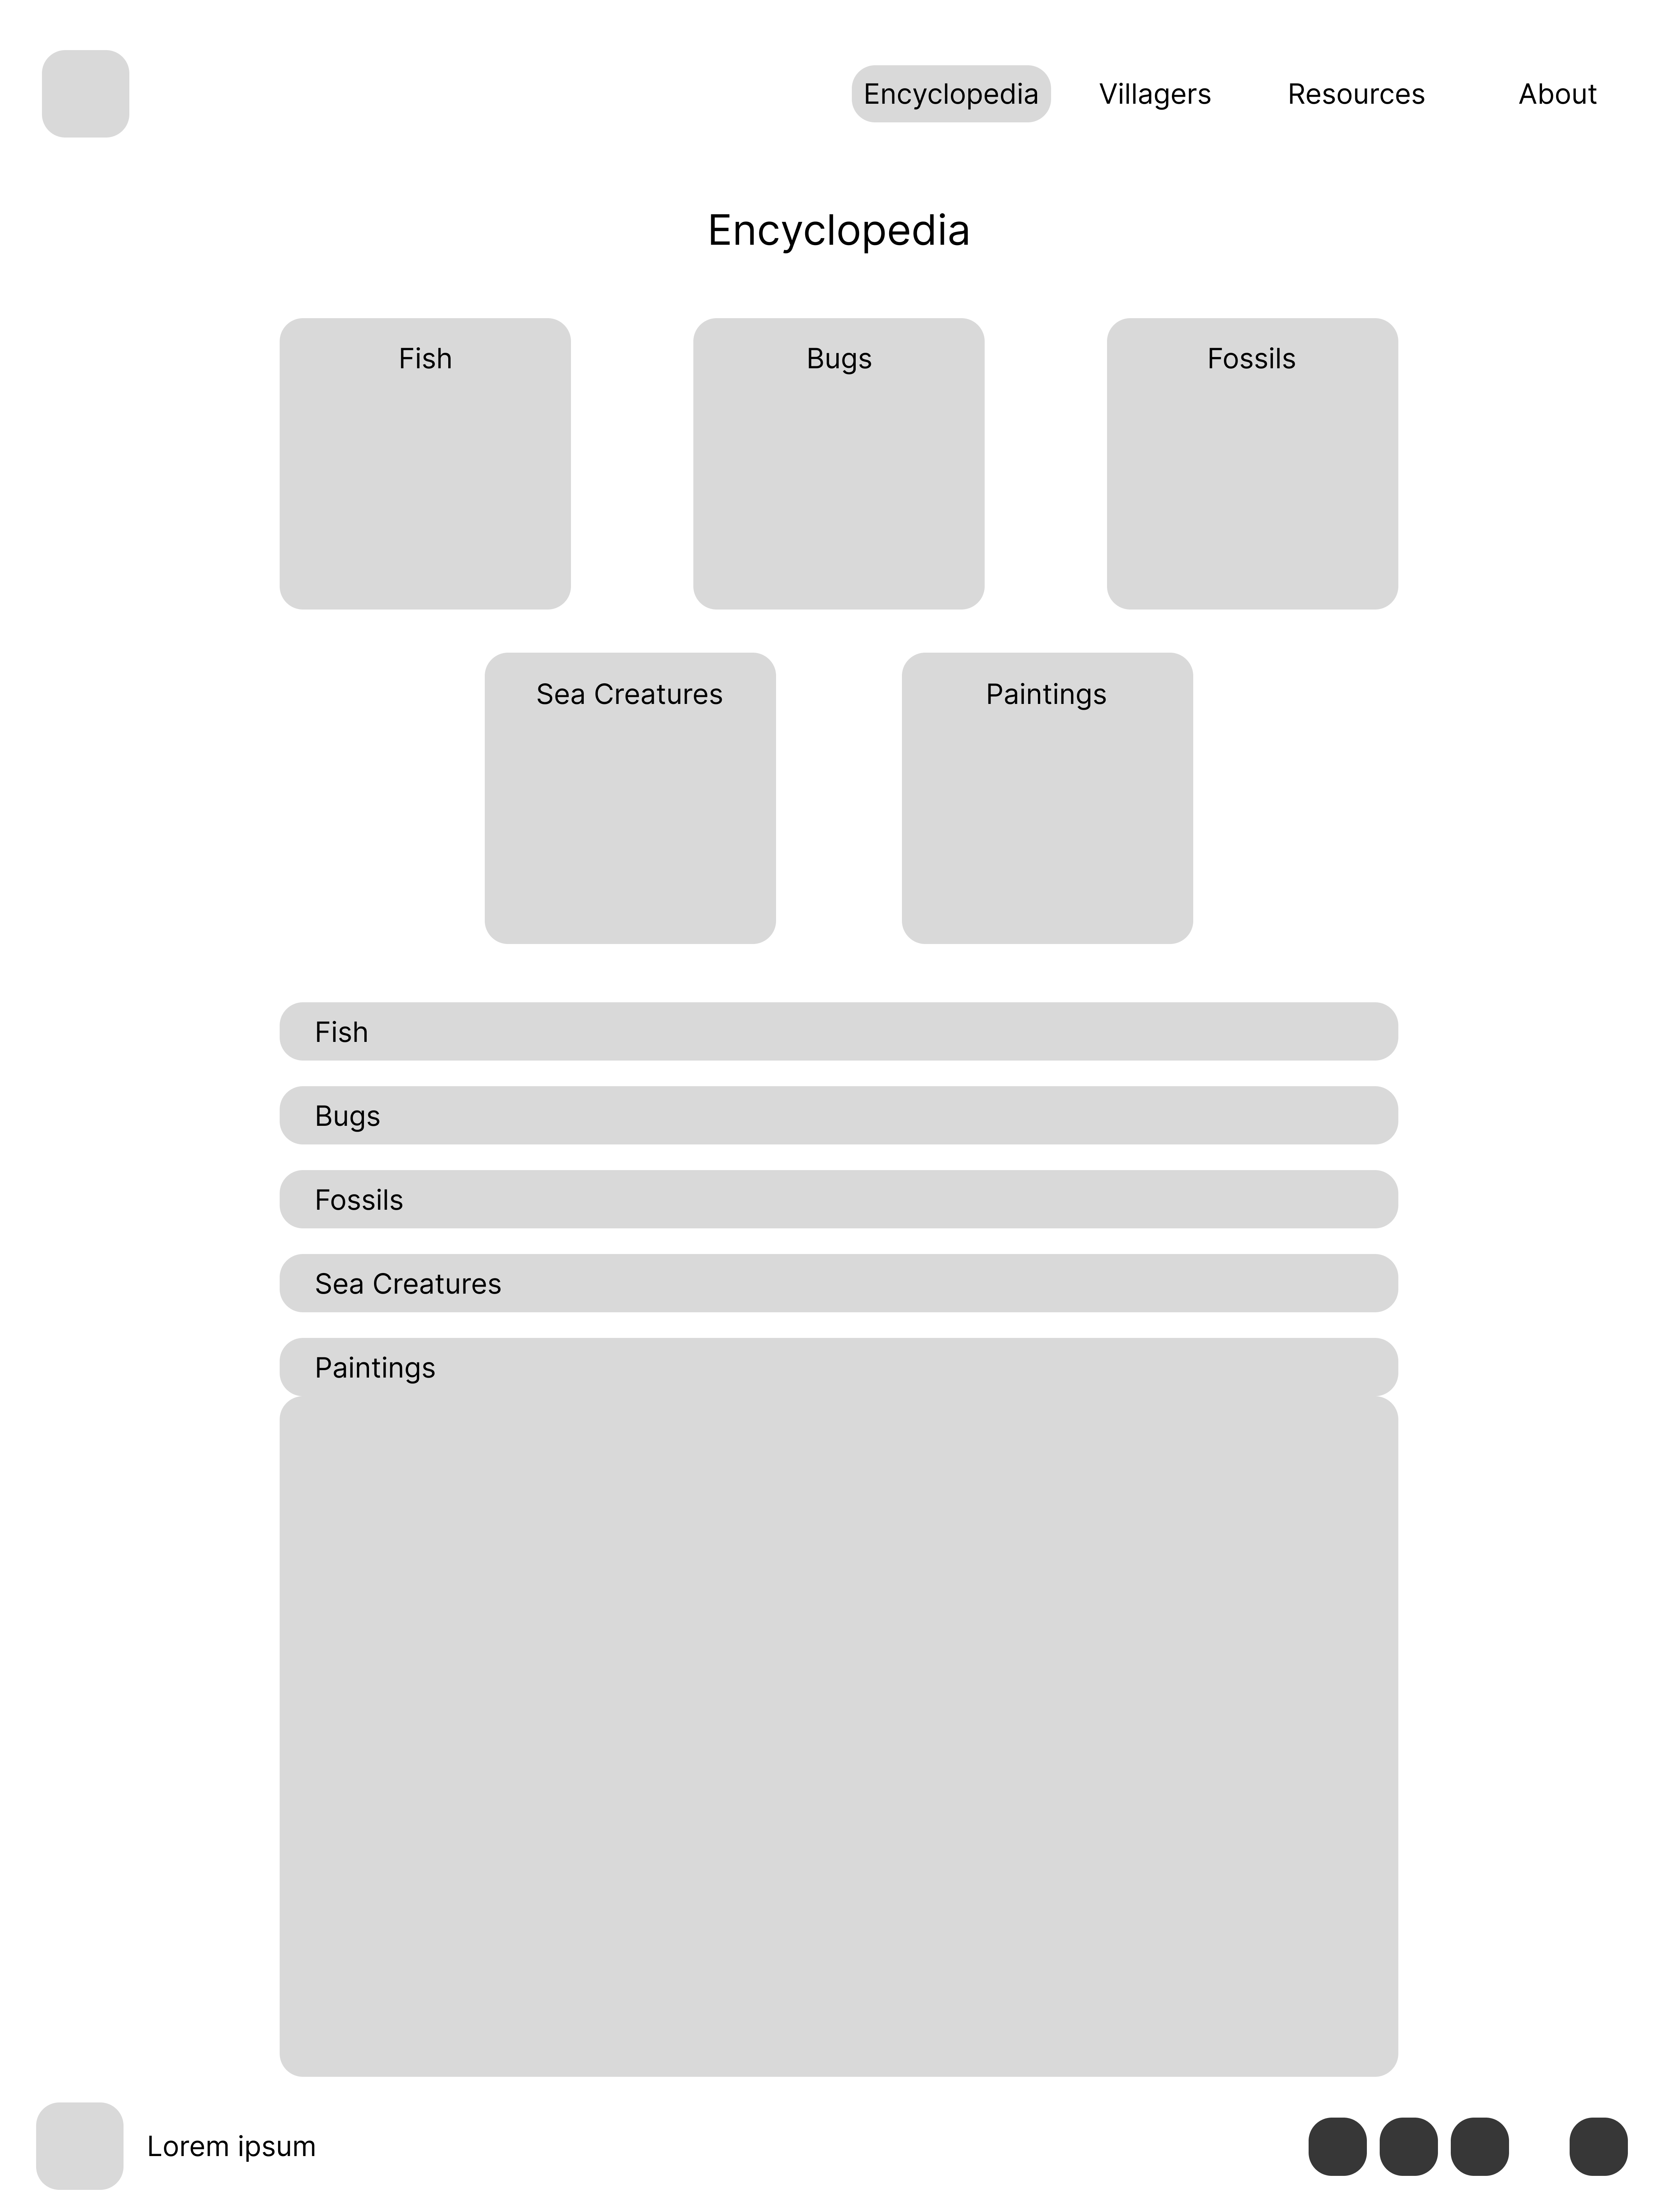 Encyclopedia
Villagers
Resources
About
Encyclopedia
Fish
Bugs
Fossils
Sea Creatures
Paintings
Fish
Bugs
Fossils
Sea Creatures
Paintings
Lorem ipsum